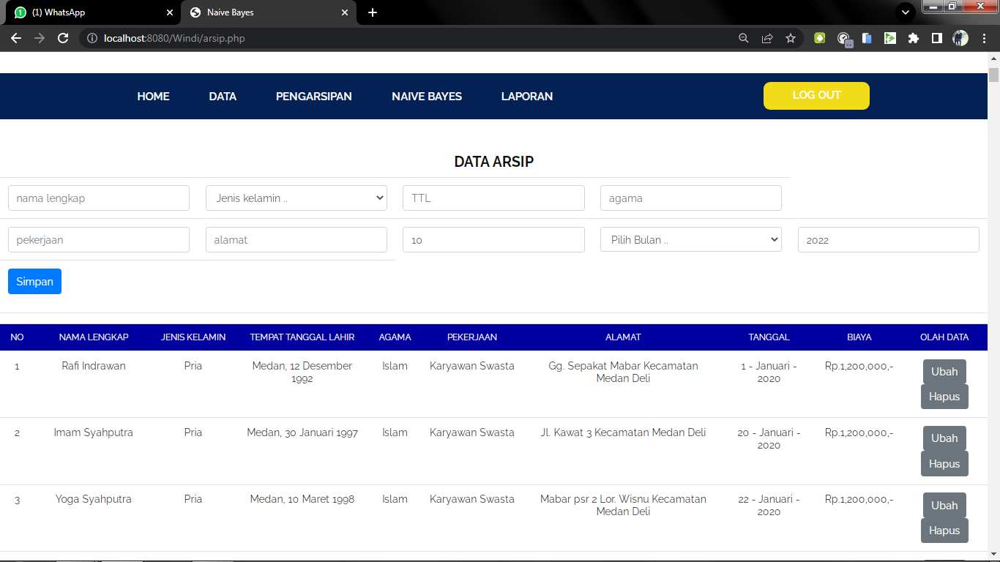 (1) WhatsApp
Naive Bayes
localhost:8080/Windi/arsip.php
HOME DATA PENGARSIPAN NAIVE BAYES LAPORAN LOG OUT
DATA ARSIP
nama lengkap Jenis kelamin .. TTL agama
pekerjaan alamat 10 Pilih Bulan .. 2022
Simpan
NO NAMA LENGKAP JENIS KELAMIN TEMPAT TANGGAL LAHIR AGAMA PEKERJAAN ALAMAT TANGGAL BIAYA OLAH DATA
1 Rafi Indrawan Pria Medan, 12 Desember Islam Karyawan Swasta Gg. Sepakat Mabar Kecamatan 1 - Januari - Rp.1,200,000,- Ubah
1992 Medan Deli 2020
Hapus
2 Imam Syahputra Pria Medan, 30 Januari 1997 Islam Karyawan Swasta Jl. Kawat 3 Kecamatan Medan Deli 20 - Januari - Rp.1,200,000,- Ubah
2020
Hapus
3 Yoga Syahputra Pria Medan, 10 Maret 1998 Islam Karyawan Swasta Mabar psr 2 Lor. Wisnu Kecamatan 22 - Januari - Rp.1,200,000,- Ubah
Medan Deli 2020
Hapus